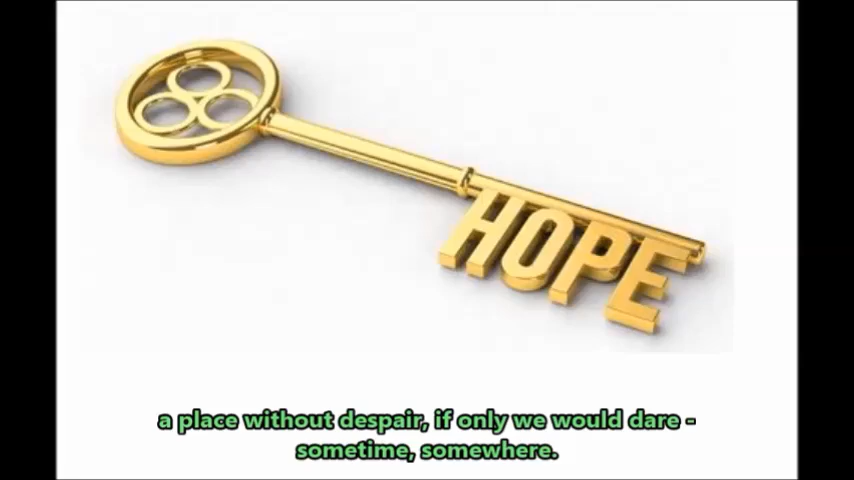 HOPE
a place without despair, if only we would dare -
sometime, somewhere.